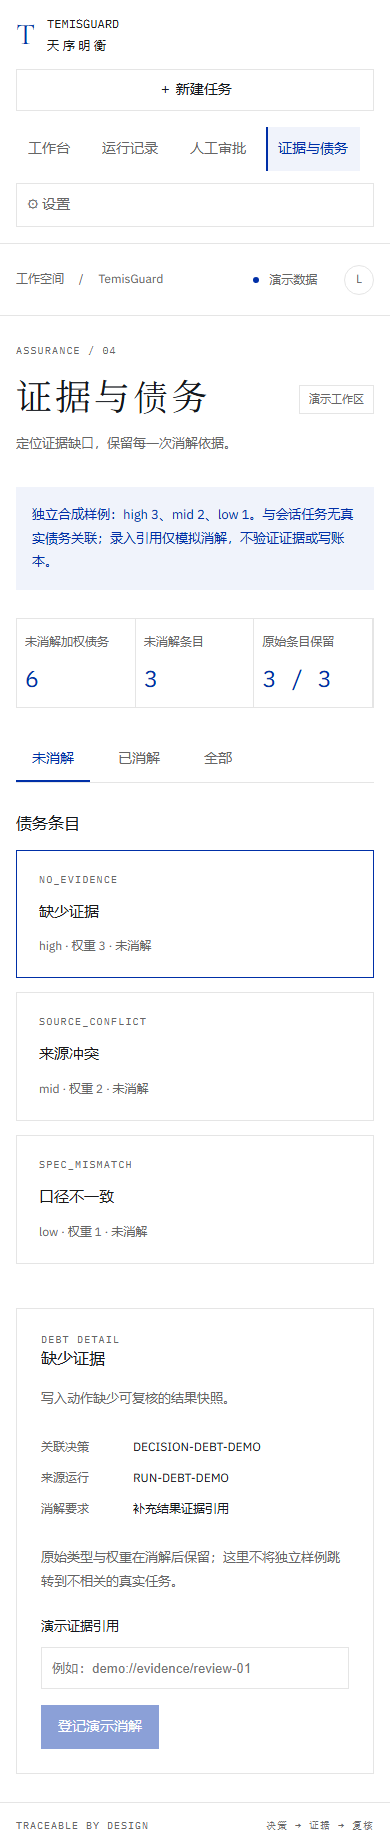 T
TEMISGUARD
天序明衡
+ 新建任务
工作台
运行记录
人工审批
证据与债务
设置
工作空间 / TemisGuard
演示数据
L
ASSURANCE / 04
证据与债务
演示工作区
定位证据缺口，保留每一次消解依据。
独立合成样例：high 3、mid 2、low 1。与会话任务无真
实债务关联；录入引用仅模拟消解，不验证证据或写账
本。
未消解加权债务
6
未消解条目
3
原始条目保留
3 / 3
未消解
已消解
全部
债务条目
NO_EVIDENCE
缺少证据
high · 权重 3 · 未消解
SOURCE_CONFLICT
来源冲突
mid · 权重 2 · 未消解
SPEC_MISMATCH
口径不一致
low · 权重 1 · 未消解
DEBT DETAIL
缺少证据
写入动作缺少可复核的结果快照。
关联决策 DECISION-DEBT-DEMO
来源运行 RUN-DEBT-DEMO
消解要求 补充结果证据引用
原始类型与权重在消解后保留；这里不将独立样例跳
转到不相关的真实任务。
演示证据引用
例如：demo://evidence/review-01
登记演示消解
TRACEABLE BY DESIGN
决策 → 证据 → 复核